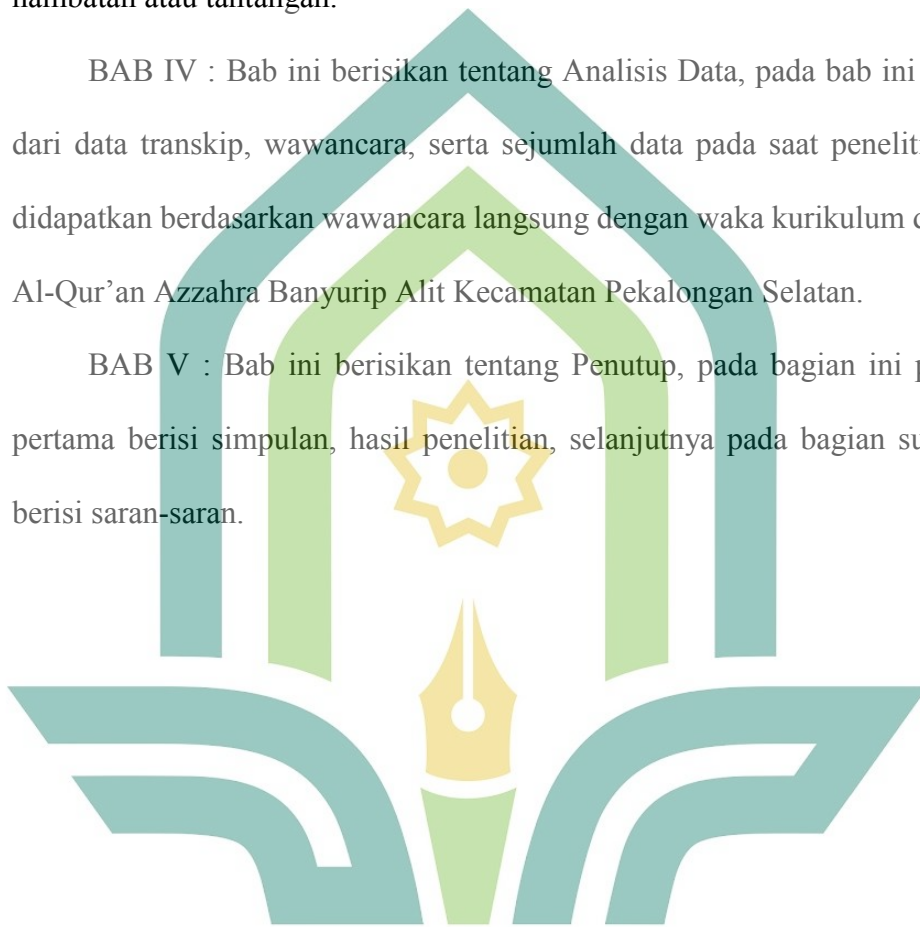 hambatan atau tantangan.
BAB IV : Bab ini berisikan tentang Analisis Data, pada bab ini
dari data transkip, wawancara, serta sejumlah data pada saat penelit
didapatkan berdasarkan wawancara langsung dengan waka kurikulum
Al-Qur’an Azzahra Banyurip Alit Kecamatan Pekalongan Selatan.
BAB V : Bab ini berisikan tentang Penutup, pada bagian ini
pertama berisi simpulan, hasil penelitian, selanjutnya pada bagian
berisi saran-saran.